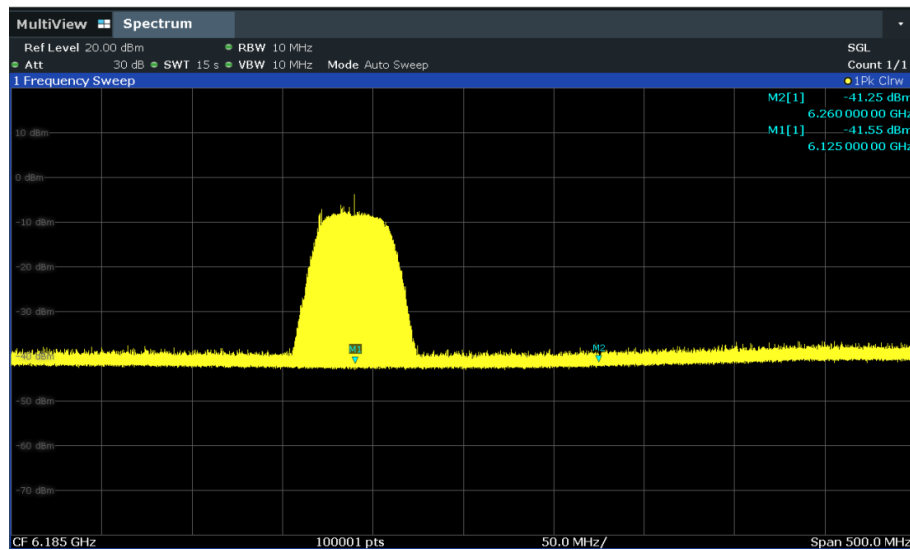 MultiView Spectrum
Ref Level 20.00 dBm RBW 10 MHz SGL
Att 30 dB SWT 15 s VBW 10 MHz Mode Auto Sweep Count 1/1
1 Frequency Sweep 1Pk Clrw
M2[1] -41.25 dBm
6.260 000 00 GHz
M1[1] -41.55 dBm
6.125 000 00 GHz
10 dBm
0 dBm
-10 dBm
-20 dBm
-30 dBm
M1 M2
-40 dBm
-50 dBm
-60 dBm
-70 dBm
CF 6.185 GHz 100001 pts 50.0 MHz/ Span 500.0 MHz